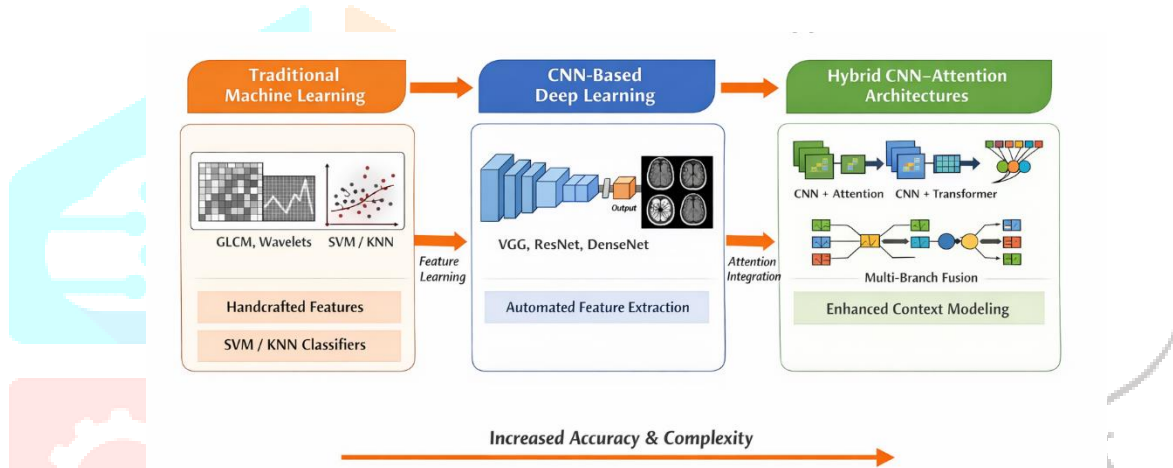 Traditional
Machine Learning
CNN-Based
Deep Learning
Hybrid CNN–Attention
Architectures
GLCM, Wavelets
SVM / KNN
Handcrafted Features
SVM / KNN Classifiers
Feature
Learning
Output
VGG, ResNet, DenseNet
Automated Feature Extraction
Attention
Integration
CNN + Attention
CNN + Transformer
Multi-Branch Fusion
Enhanced Context Modeling
Increased Accuracy & Complexity